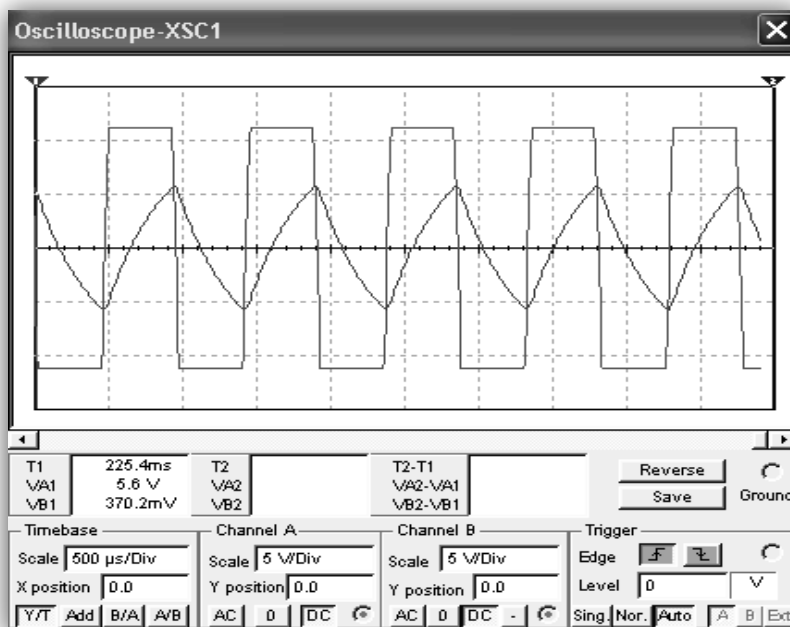 Oscilloscope-XSC1
1 2
T1 225.4ms T2 T2-T1
VA1 5.6 V VA2 VA2-VA1
VB1 370.2mV VB2 VB2-VB1
Reverse
Save Ground
Timebase Channel A Channel B Trigger
Scale 500 µs/Div Scale 5 V/Div Scale 5 V/Div Edge
X position 0.0 Y position 0.0 Y position 0.0 Level 0 V
Y/T Add B/A A/B AC 0 DC AC 0 DC - Sing. Nor. Auto A B Ext